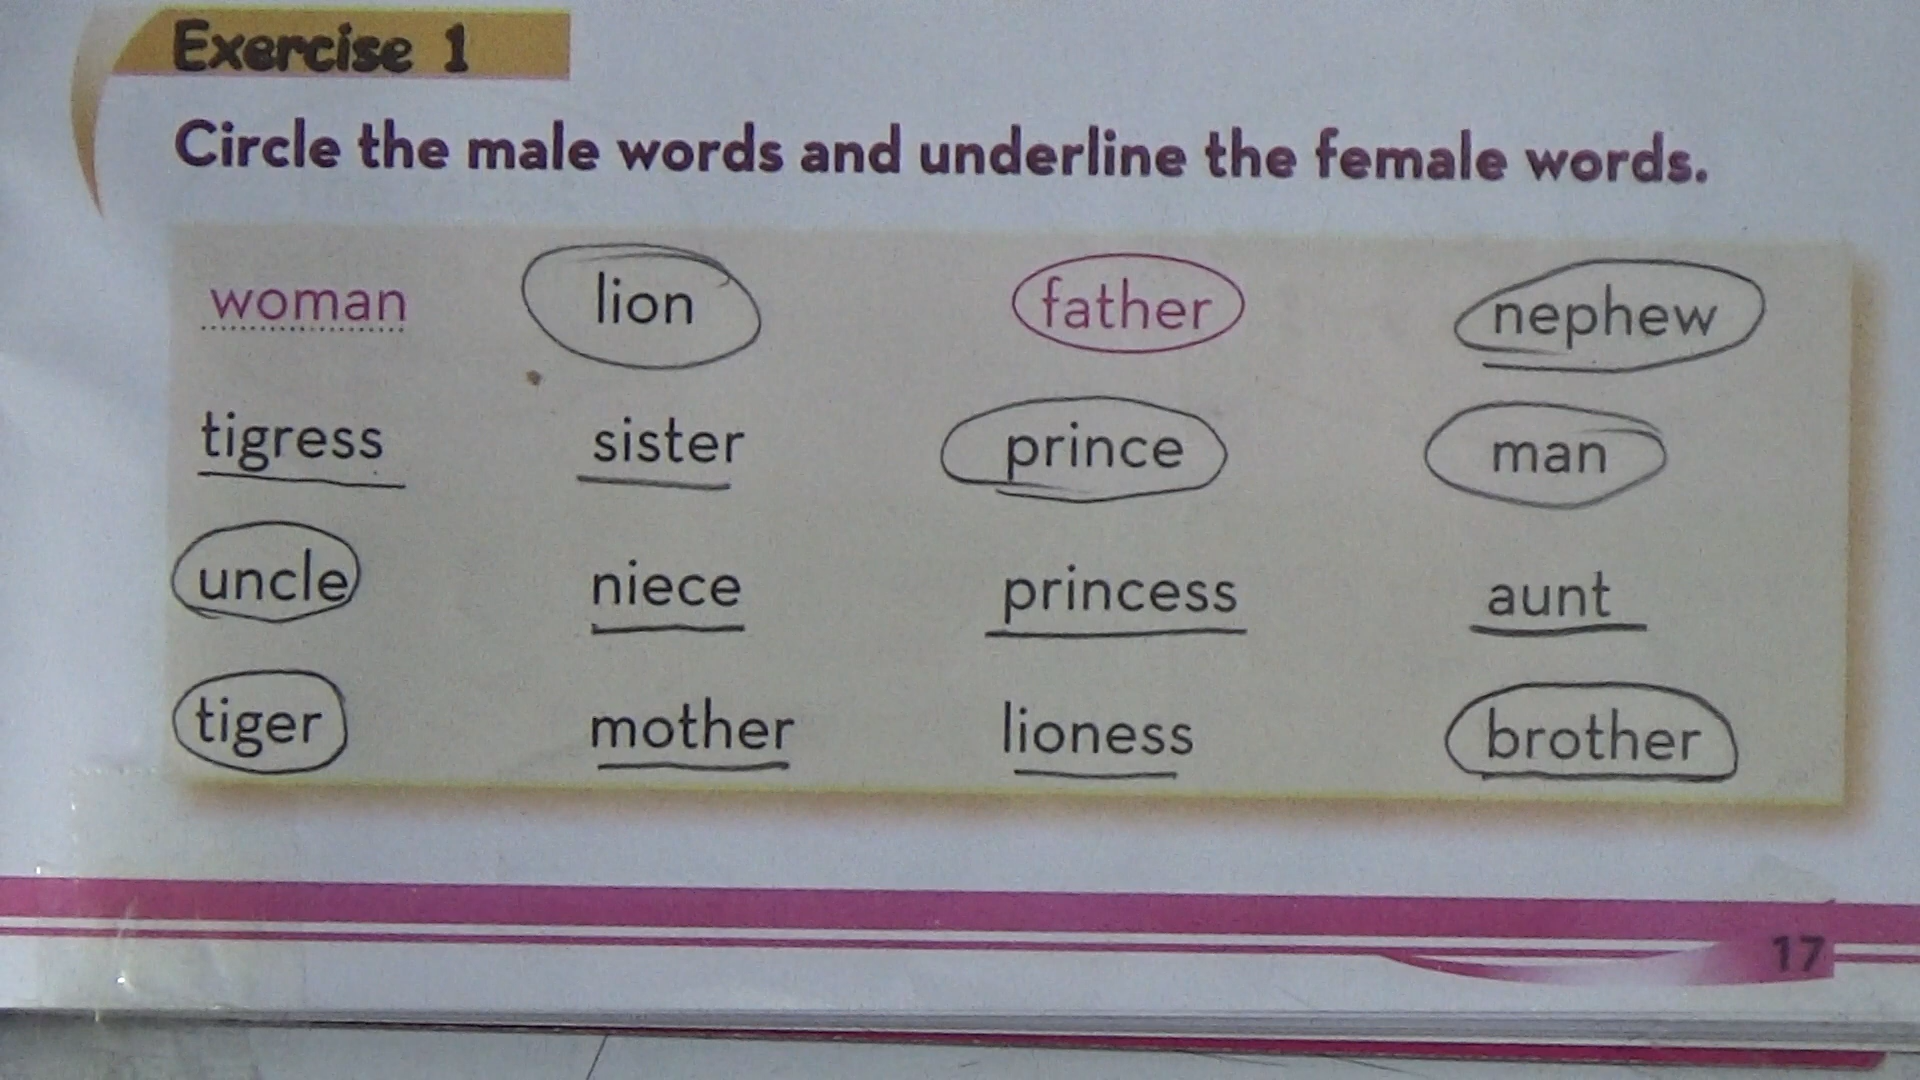 Exercise 1
Circle the male words and underline the female words.
woman lion father nephew
tigress sister prince man
uncle niece princess aunt
tiger mother lioness brother
17